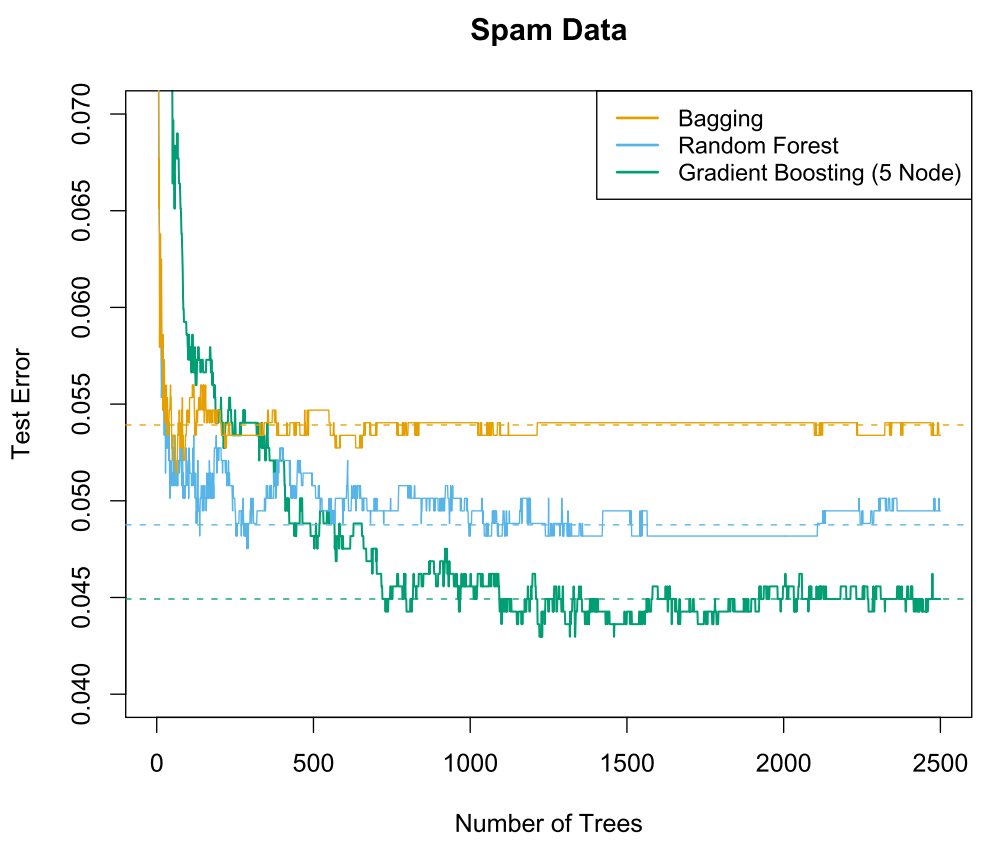 Spam Data
Bagging
Random Forest
Gradient Boosting (5 Node)
0.070
0.065
0.060
0.055
0.050
0.045
0.040
Test Error
0 500 1000 1500 2000 2500
Number of Trees